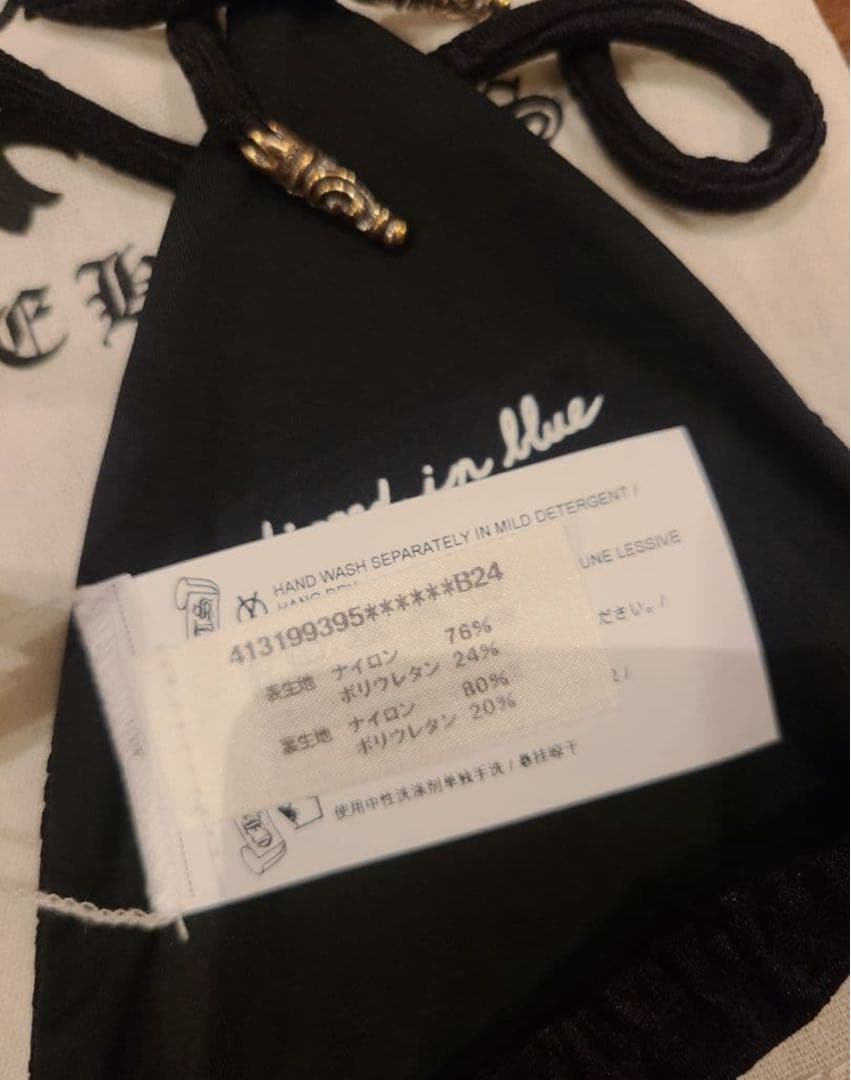 in blue
HAND WASH SEPARATELY IN MILD DETERGENT /
UNE LESSIVE
413199395******B24
表生地 ナイロン 76%
ポリウレタン 24%
ださい。/
裏生地 ナイロン 80%
ポリウレタン 20%
使用中性洗涤剂单独手洗 / 悬挂晾干